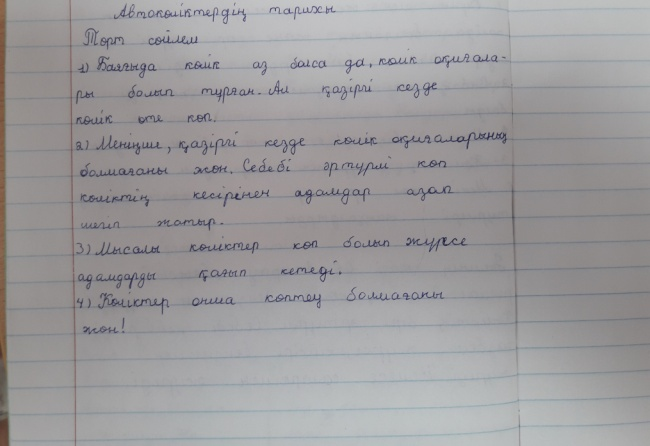 Автокөліктердің тарихы
Төрт сөйлем
1) Баяғыда көлік аз болса да, көлік оқиғала-
ры болып тұрған. Ал қазіргі кезде
көлік өте көп.
2) Меніңше, қазіргі кезде көлік оқиғаларының
болмағаны жөн. Себебі әртүрлі көп
көліктің кесірінен адамдар азап
шегіп жатыр.
3) Мысалы көліктер көп болып жүрсе
адамдарды қағып кетеді.
4) Көліктер онша көптеу болмағаны
жөн!